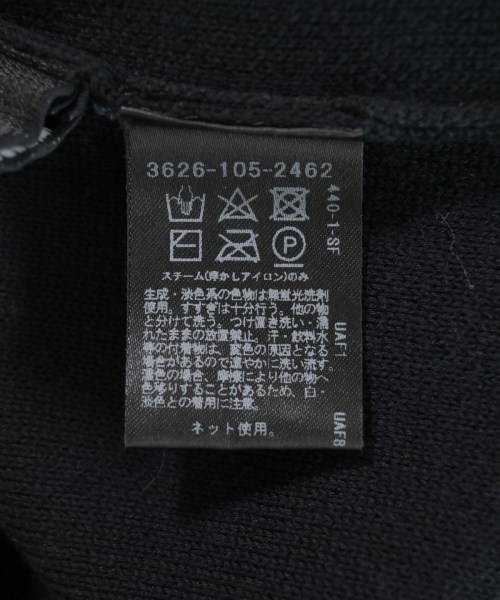 3626-105-2462
440-1-SF
P
スチーム(浮かしアイロン)のみ
生成・淡色系の色物は無蛍光洗剤
使用。すすぎは十分行う。他の物
と分けて洗う。つけ置き洗い・濡
れたままの放置禁止。汗・飲料水
等の付着物は、変色の原因となる
場合があるので速やかに洗い流す。
濃色の場合、摩擦により他の物へ
色移りすることがあるため、白・
淡色との着用に注意。
ネット使用。
UAF1
UAF8